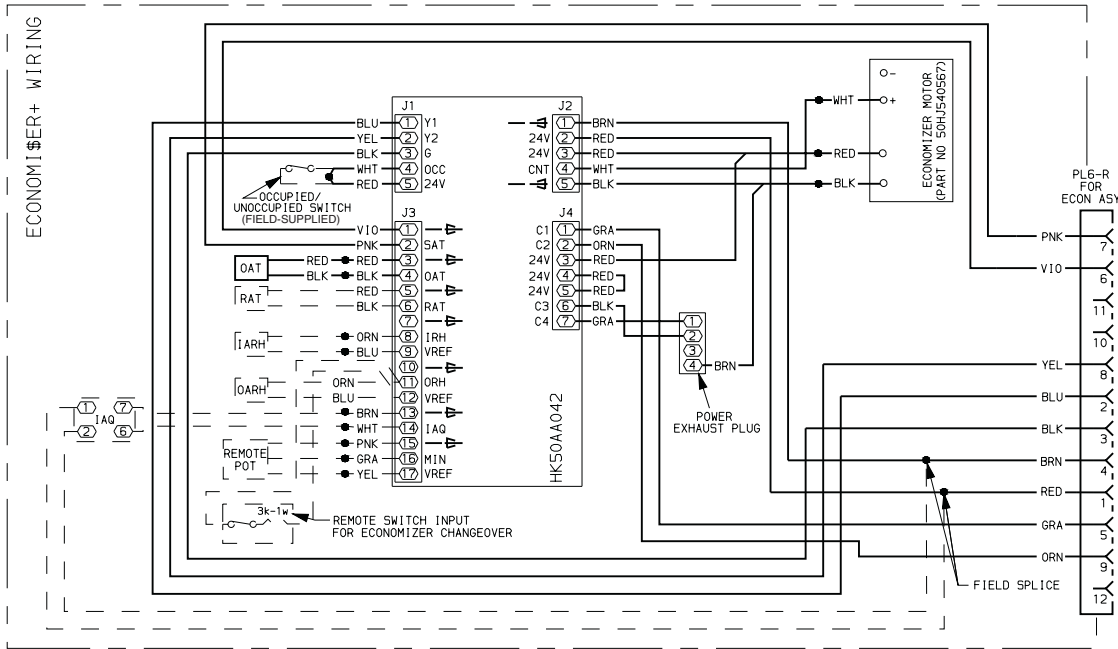 ECONOMI$ER+ WIRING
J1
BLU 1 Y1
YEL 2 Y2
BLK 3 G
WHT 4 OCC
RED 5 24V
OCCUPIED/
UNOCCUPIED SWITCH
(FIELD-SUPPLIED)
J2
1 BRN
24V 2 RED
24V 3 RED
CNT 4 WHT
5 BLK
J3
VIO 1
PNK 2 SAT
OAT RED RED 3
BLK BLK 4 OAT
RAT RED 5
BLK 6 RAT
7
IARH ORN 8 IRH
BLU 9 VREF
10
OARH ORN 11 ORH
BLU 12 VREF
BRN 13
WHT 14 IAQ
PNK 15
GRA 16 MIN
YEL 17 VREF
1 7
IAQ
2 6
REMOTE
POT
3k-1w
REMOTE SWITCH INPUT
FOR ECONOMIZER CHANGEOVER
J4
C1 1 GRA
C2 2 ORN
24V 3 RED
24V 4 RED
24V 5 RED
C3 6 BLK
C4 7 GRA
HK50AA042
1
2
3
4 BRN
POWER
EXHAUST PLUG
-
WHT +
RED
BLK
ECONOMIZER MOTOR
(PART NO 50HJ540567)
PL6-R
FOR
ECON ASY
PNK 7
VIO 6
11
10
YEL 8
BLU 2
BLK 3
BRN 4
RED 1
GRA 5
ORN 9
12
FIELD SPLICE